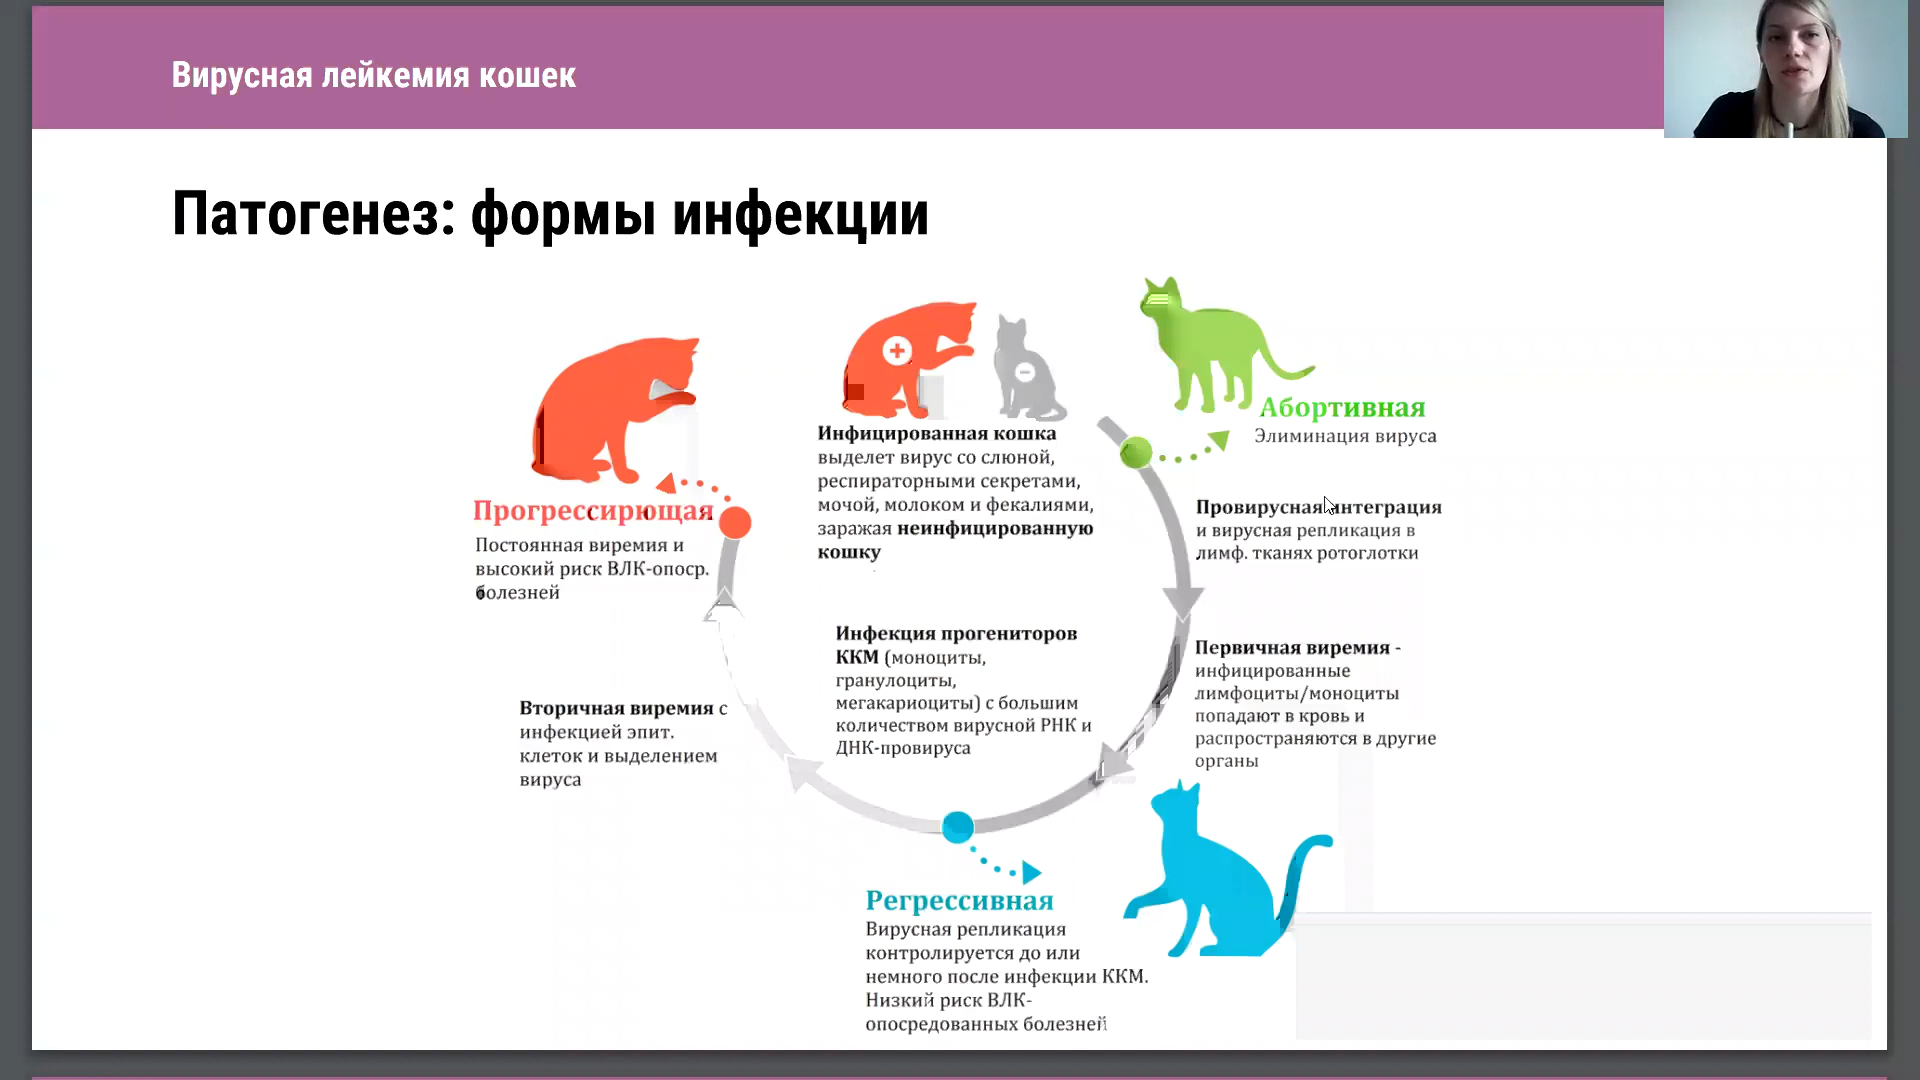 Вирусная лейкемия кошек
Патогенез: формы инфекции
Инфицированная кошка
выделет вирус со слюной,
респираторными секретами,
мочой, молоком и фекалиями,
заражая неинфицированную
кошку
Абортивная
Элиминация вируса
Провирусная интеграция
и вирусная репликация в
лимф. тканях ротоглотки
Первичная виремия -
инфицированные
лимфоциты/моноциты
попадают в кровь и
распространяются в другие
органы
Инфекция прогениторов
ККМ (моноциты,
гранулоциты,
мегакариоциты) с большим
количеством вирусной РНК и
ДНК-провируса
Регрессивная
Вирусная репликация
контролируется до или
немного после инфекции ККМ.
Низкий риск ВЛК-
опосредованных болезней
Вторичная виремия с
инфекцией эпит.
клеток и выделением
вируса
Прогрессирющая
Постоянная виремия и
высокий риск ВЛК-опоср.
болезней